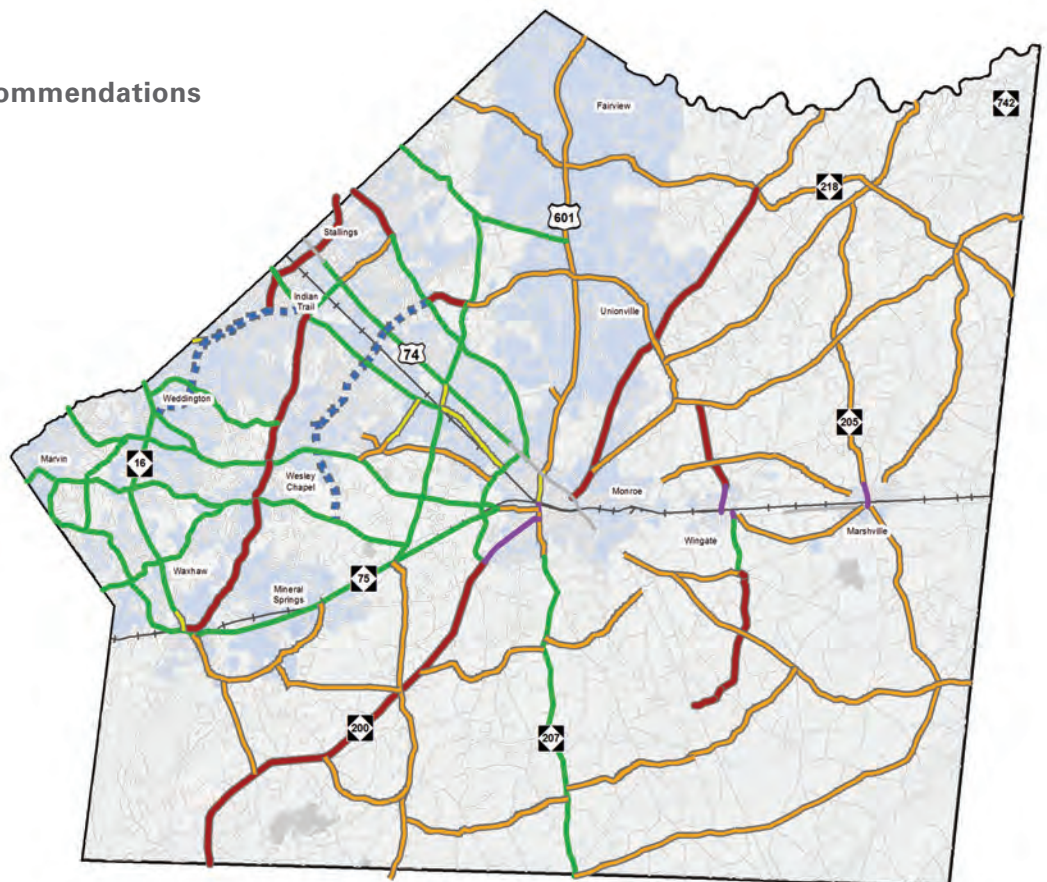 ommendations
742
Fairview
218
601
Stallings
Indian
Trail
Unionville
74
Weddington
205
Marvin
16
Wesley
Chapel
Monroe
Wingate
Marshville
Waxhaw
75
Mineral
Springs
200
207